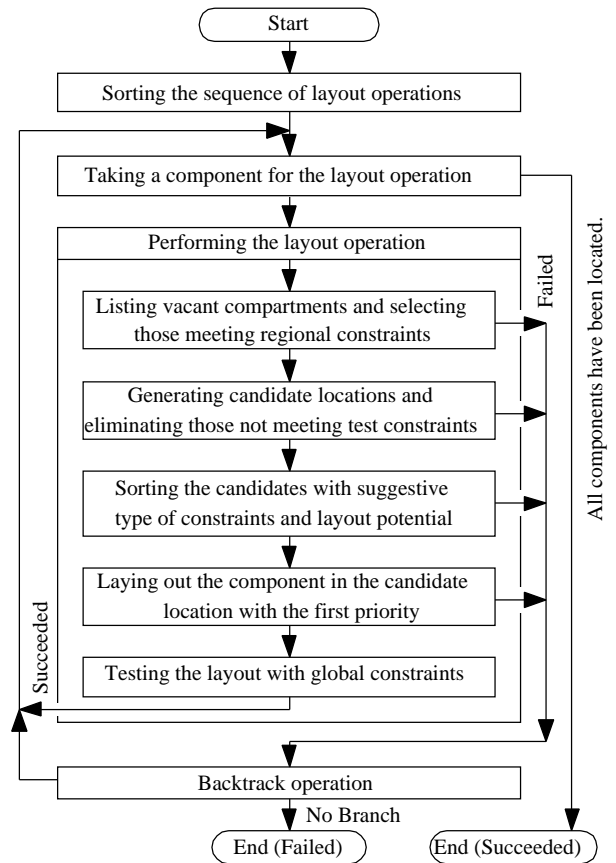 Start
Sorting the sequence of layout operations
Taking a component for the layout operation
Performing the layout operation
Listing vacant compartments and selecting
those meeting regional constraints
Generating candidate locations and
eliminating those not meeting test constraints
Sorting the candidates with suggestive
type of constraints and layout potential
Laying out the component in the candidate
location with the first priority
Testing the layout with global constraints
Succeeded
Failed
All components have been located.
Backtrack operation
No Branch
End (Failed)
End (Succeeded)